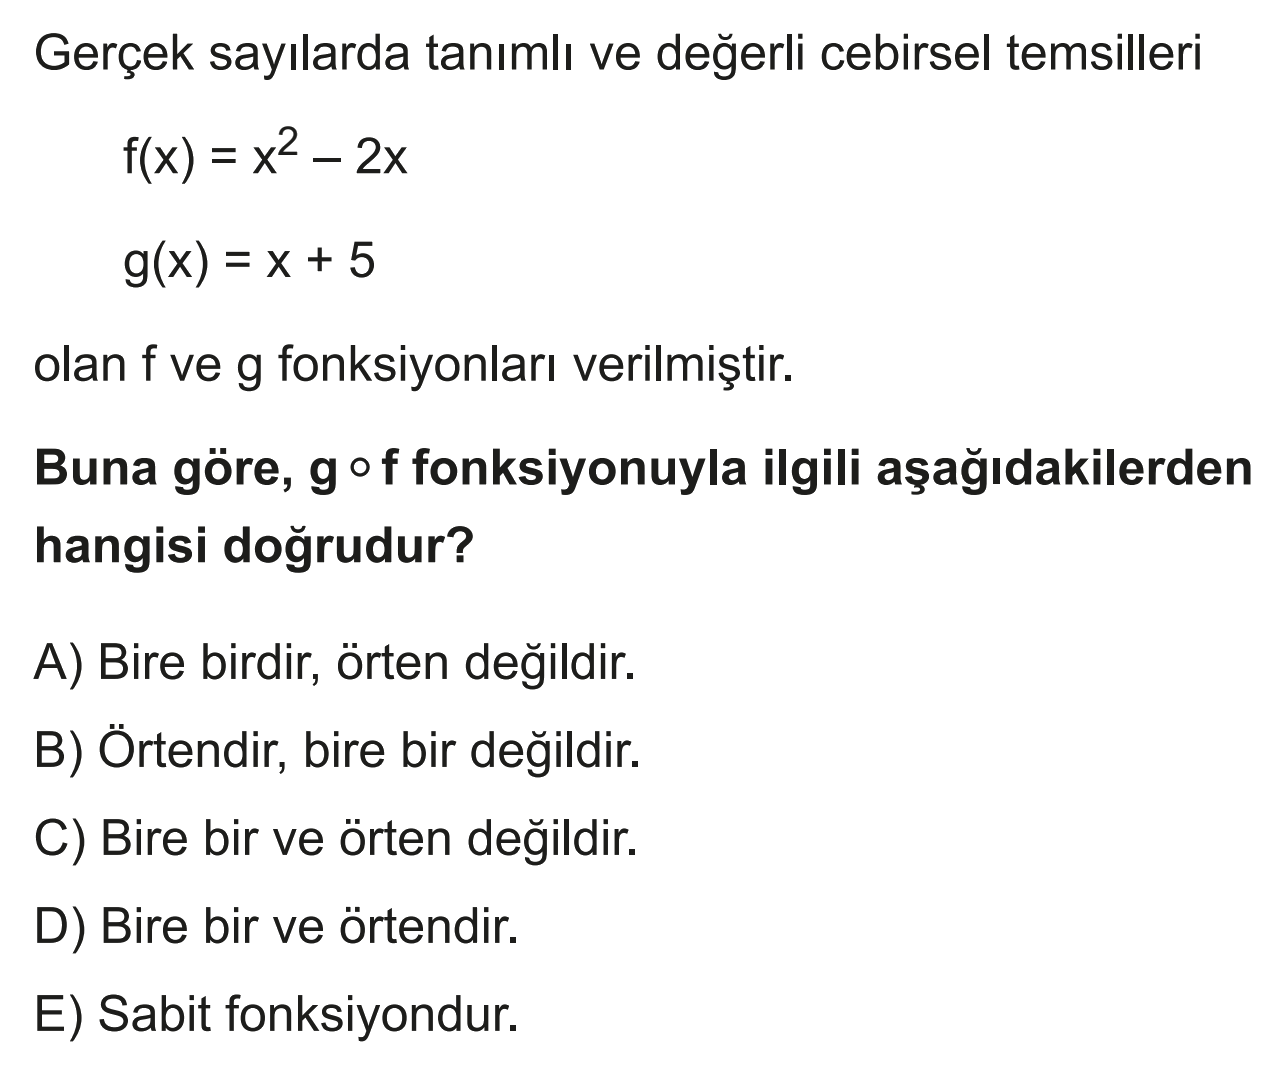 Gerçek sayılarda tanımlı ve değerli cebirsel temsilleri
f(x) = x² – 2x
g(x) = x + 5
olan f ve g fonksiyonları verilmiştir.
Buna göre, g∘f fonksiyonuyla ilgili aşağıdakilerden
hangisi doğrudur?
A) Bire birdir, örten değildir.
B) Örtendir, bire bir değildir.
C) Bire bir ve örten değildir.
D) Bire bir ve örtendir.
E) Sabit fonksiyondur.